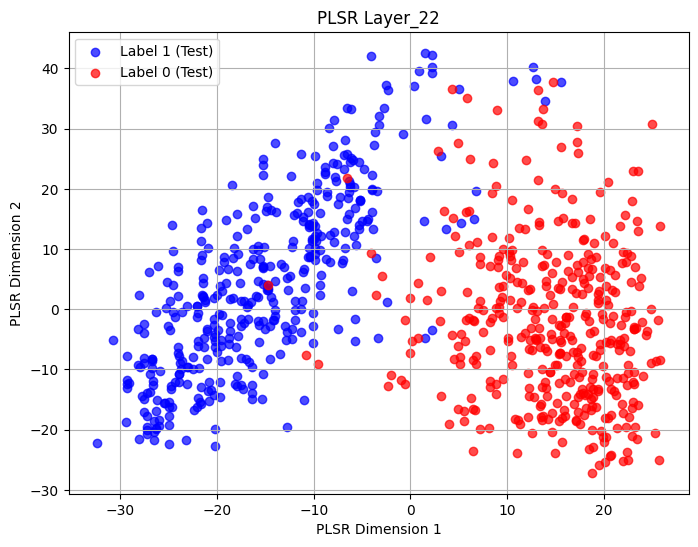 PLSR Layer_22
Label 1 (Test)
Label 0 (Test)
PLSR Dimension 2
40
30
20
10
0
−10
−20
−30
−30
−20
−10
0
10
20
PLSR Dimension 1